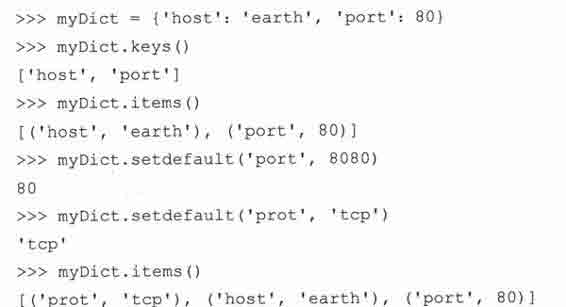 >>> myDict = {'host': 'earth', 'port': 80}
>>> myDict.keys()
['host', 'port']
>>> myDict.items()
[('host', 'earth'), ('port', 80)]
>>> myDict.setdefault('port', 8080)
80
>>> myDict.setdefault('prot', 'tcp')
'tcp'
>>> myDict.items()
[('prot', 'tcp'), ('host', 'earth'), ('port', 80)]